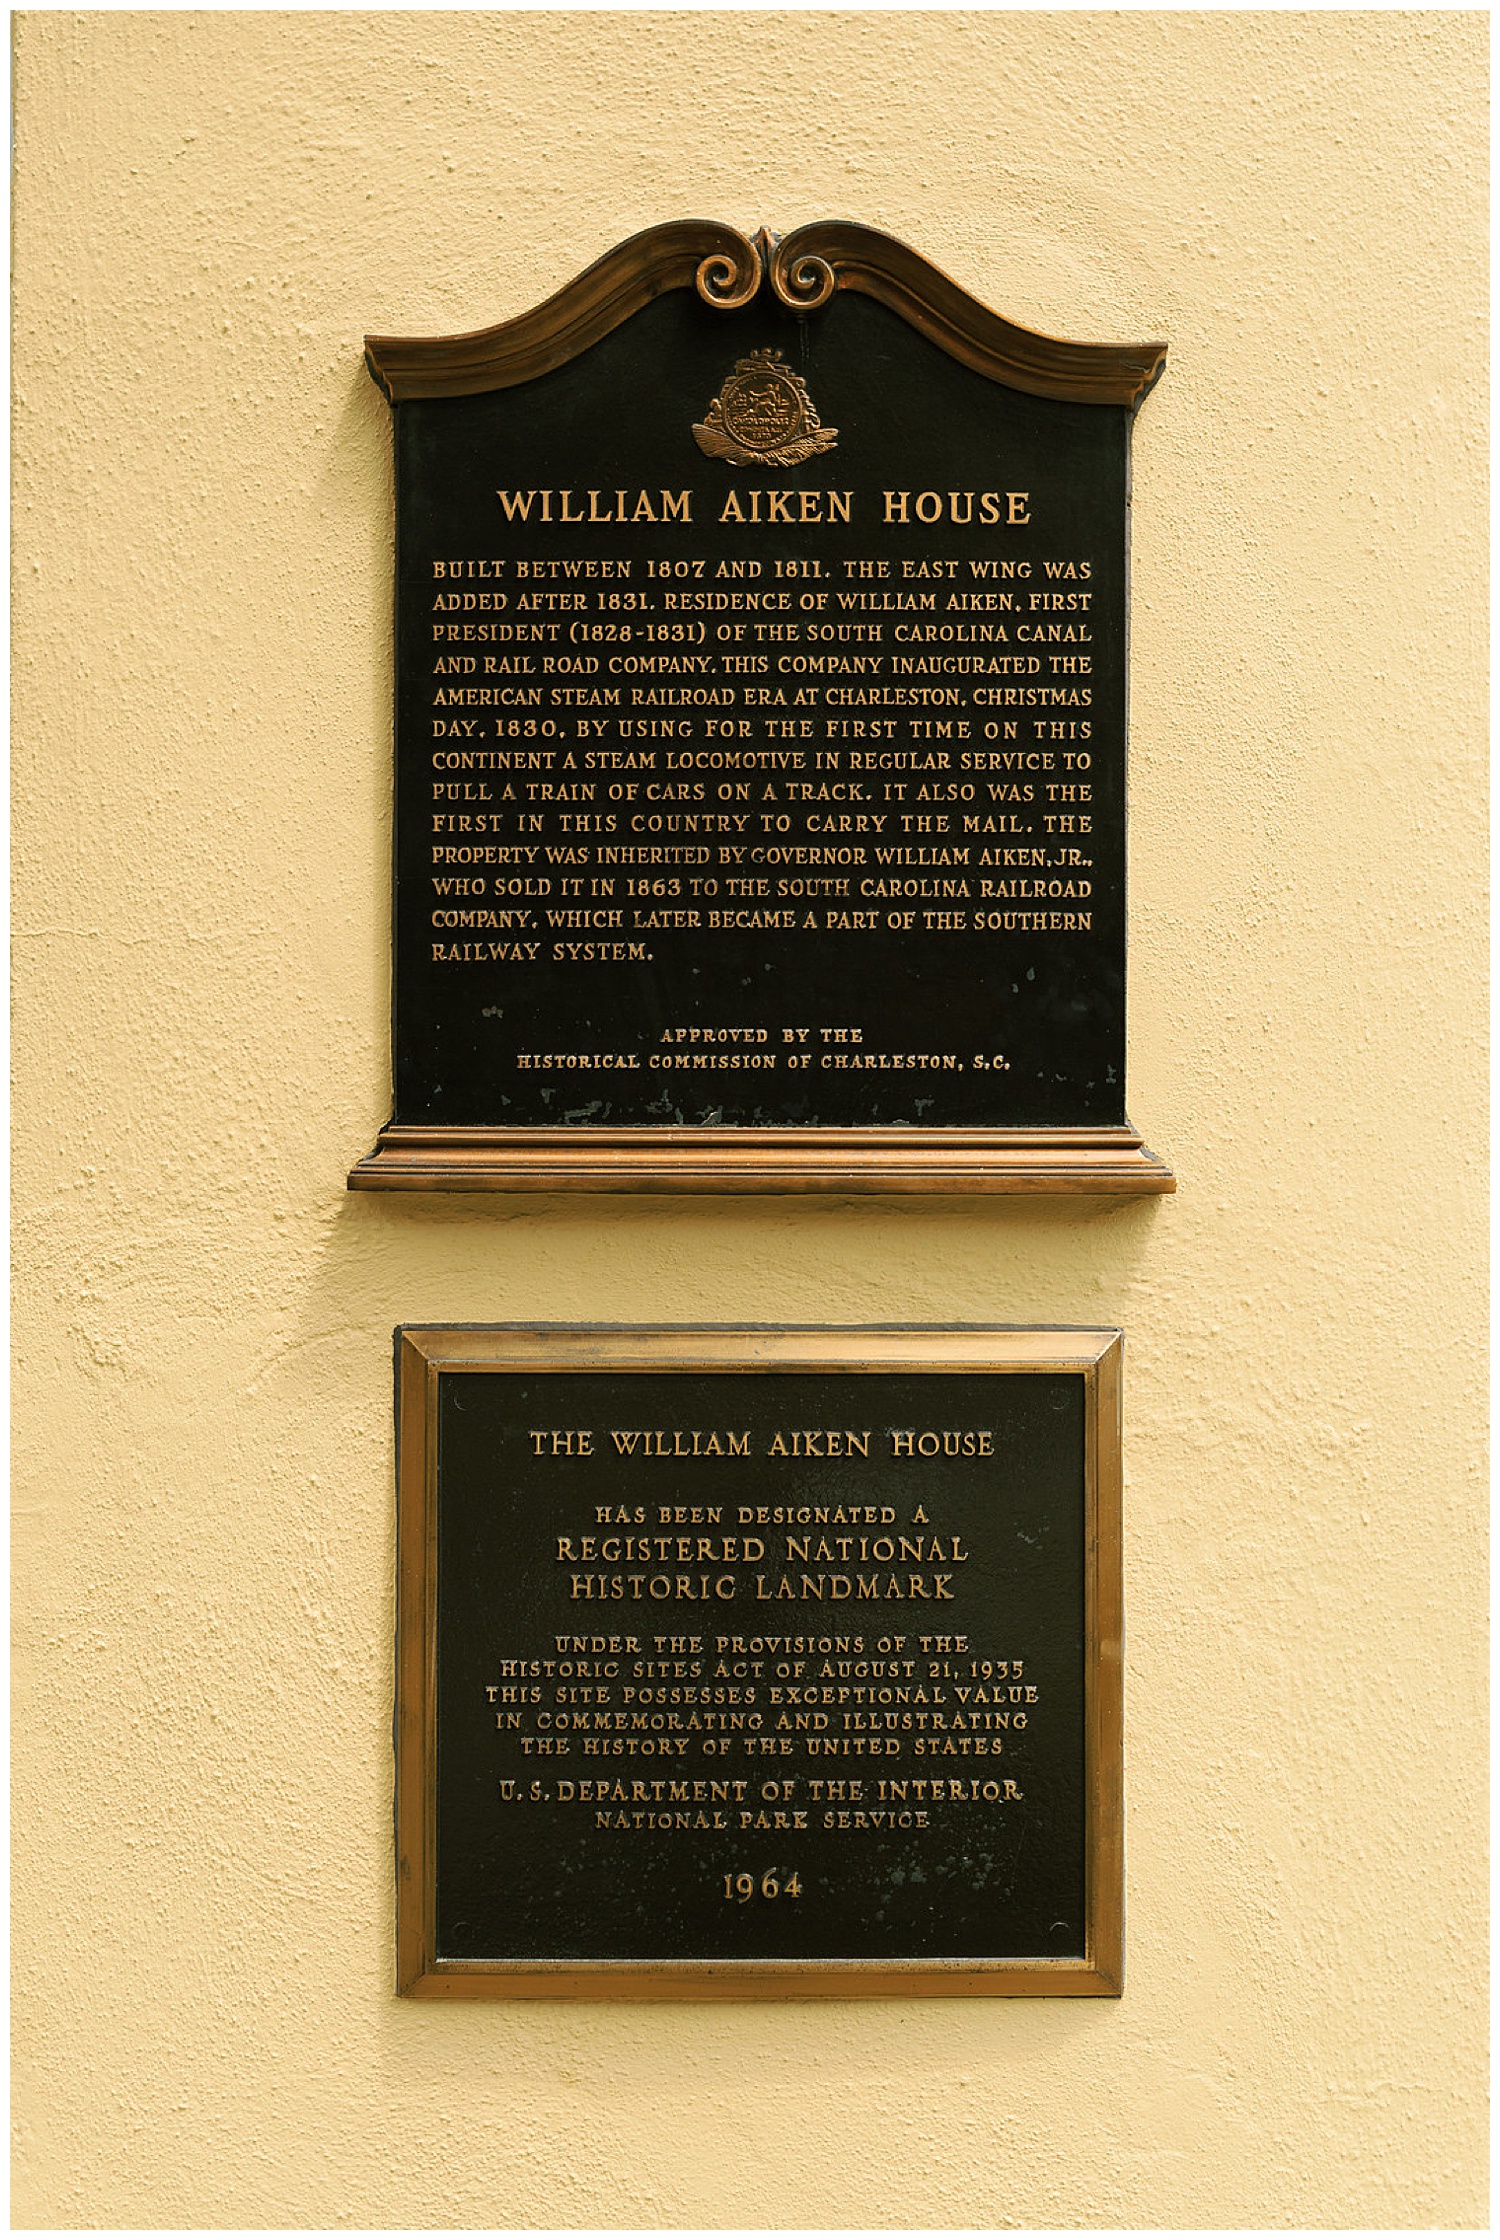 WILLIAM AIKEN HOUSE
BUILT BETWEEN 1807 AND 1811. THE EAST WING WAS
ADDED AFTER 1831. RESIDENCE OF WILLIAM AIKEN, FIRST
PRESIDENT (1828-1831) OF THE SOUTH CAROLINA CANAL
AND RAIL ROAD COMPANY. THIS COMPANY INAUGURATED THE
AMERICAN STEAM RAILROAD ERA AT CHARLESTON, CHRISTMAS
DAY, 1830, BY USING FOR THE FIRST TIME ON THIS
CONTINENT A STEAM LOCOMOTIVE IN REGULAR SERVICE TO
PULL A TRAIN OF CARS ON A TRACK. IT ALSO WAS THE
FIRST IN THIS COUNTRY TO CARRY THE MAIL. THE
PROPERTY WAS INHERITED BY GOVERNOR WILLIAM AIKEN, JR.,
WHO SOLD IT IN 1863 TO THE SOUTH CAROLINA RAILROAD
COMPANY, WHICH LATER BECAME A PART OF THE SOUTHERN
RAILWAY SYSTEM.
APPROVED BY THE
HISTORICAL COMMISSION OF CHARLESTON, S.C.
THE WILLIAM AIKEN HOUSE
HAS BEEN DESIGNATED A
REGISTERED NATIONAL
HISTORIC LANDMARK
UNDER THE PROVISIONS OF THE
HISTORIC SITES ACT OF AUGUST 21, 1935
THIS SITE POSSESSES EXCEPTIONAL VALUE
IN COMMEMORATING AND ILLUSTRATING
THE HISTORY OF THE UNITED STATES
U.S. DEPARTMENT OF THE INTERIOR
NATIONAL PARK SERVICE
1964